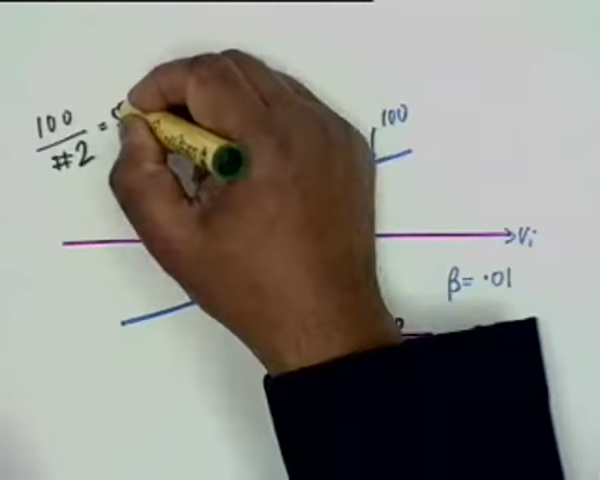 100
100
—— =
#2
Vi
β = .01